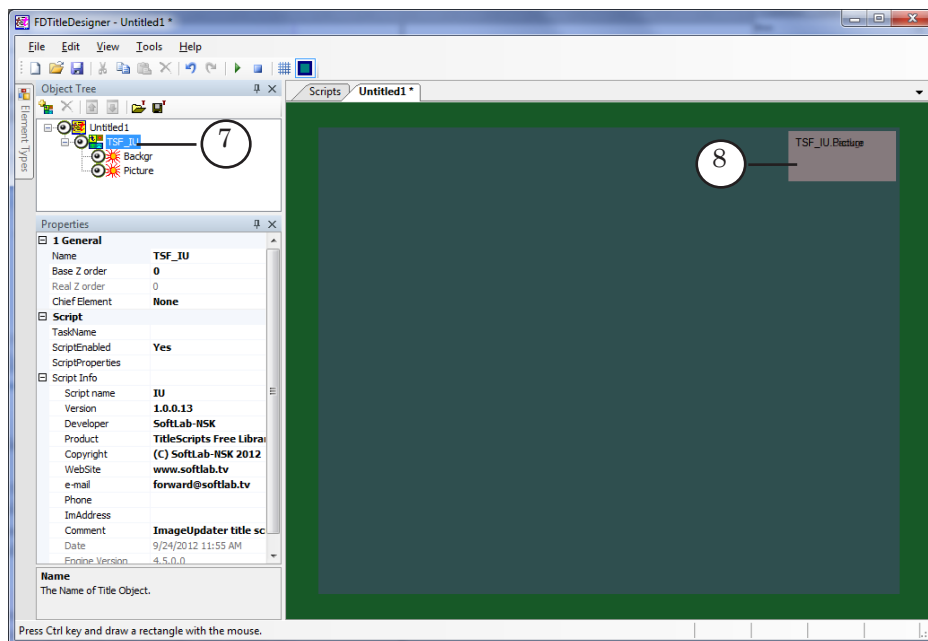 FDTitleDesigner - Untitled1 *
File Edit View Tools Help
Object Tree
Element Types
Untitled1
TSF_IU
Backgr
Picture
7
Properties
1 General
Name TSF_IU
Base Z order 0
Real Z order 0
Chief Element None
Script
TaskName
ScriptEnabled Yes
ScriptProperties
Script Info
Script name IU
Version 1.0.0.13
Developer SoftLab-NSK
Product TitleScripts Free Librar
Copyright (C) SoftLab-NSK 2012
WebSite www.softlab.tv
e-mail forward@softlab.tv
Phone
ImAddress
Comment ImageUpdater title sc
Date 9/24/2012 11:55 AM
Engine Version 4.5.0.0
Name
The Name of Title Object.
Scripts Untitled1 *
TSF_IU
8
Press Ctrl key and draw a rectangle with the mouse.